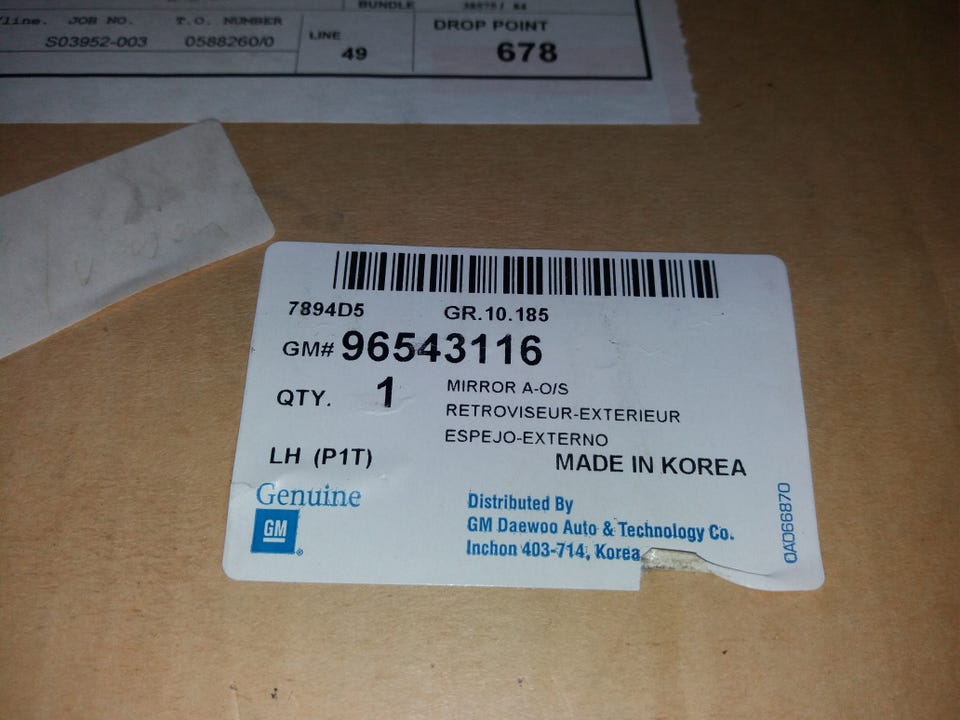 BUNDLE
/line. JOB NO. T.O. NUMBER
S03952-003 0588260/0
LINE
49
DROP POINT
678
7894D5 GR.10.185
GM# 96543116
QTY. 1
MIRROR A-O/S
RETROVISEUR-EXTERIEUR
ESPEJO-EXTERNO
LH (P1T)
MADE IN KOREA
Genuine
GM
Distributed By
GM Daewoo Auto & Technology Co.
Inchon 403-714, Korea
0AD66870